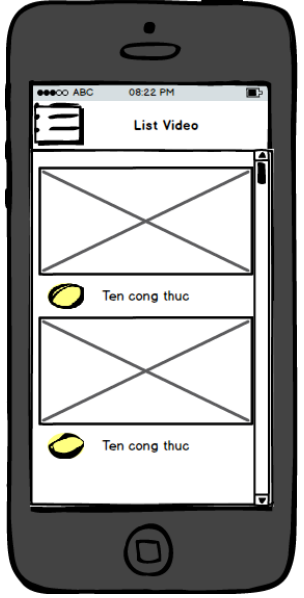 ABC 08:22 PM
List Video
Ten cong thuc
Ten cong thuc